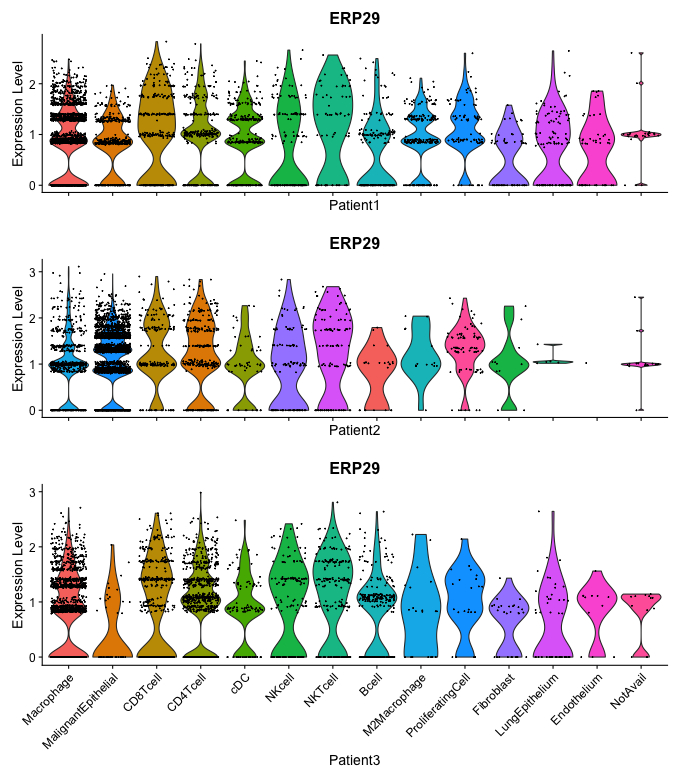 ERP29
Expression Level
2
1
0
Patient1
ERP29
Expression Level
3
2
1
0
Patient2
ERP29
Expression Level
3
2
1
0
Macrophage
MalignantEpithelial
CD8Tcell
CD4Tcell
cDC
NKcell
NKTcell
Bcell
M2Macrophage
ProliferatingCell
Fibroblast
LungEpithelium
Endothelium
NotAvail
Patient3